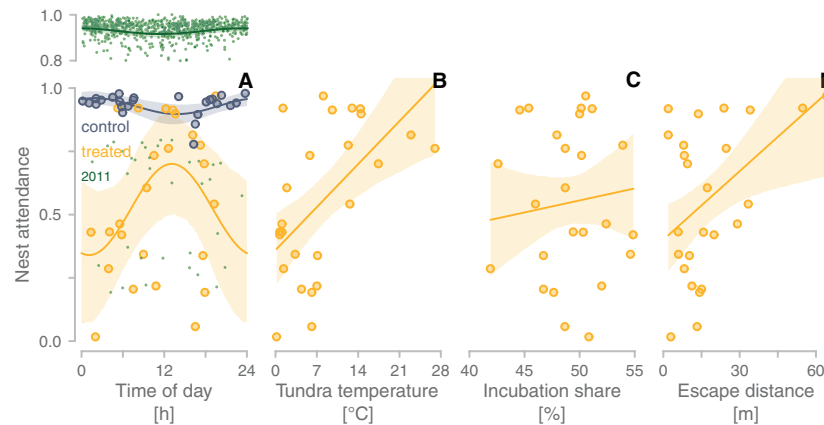 1.0
0.8
A
B
C
1.0
0.5
0.0
Nest attendance
control
treated
2011
0 6 12 18 24
0 7 14 21 28
40 45 50 55
0 15 30 45 60
Time of day
[h]
Tundra temperature
[°C]
Incubation share
[%]
Escape distance
[m]